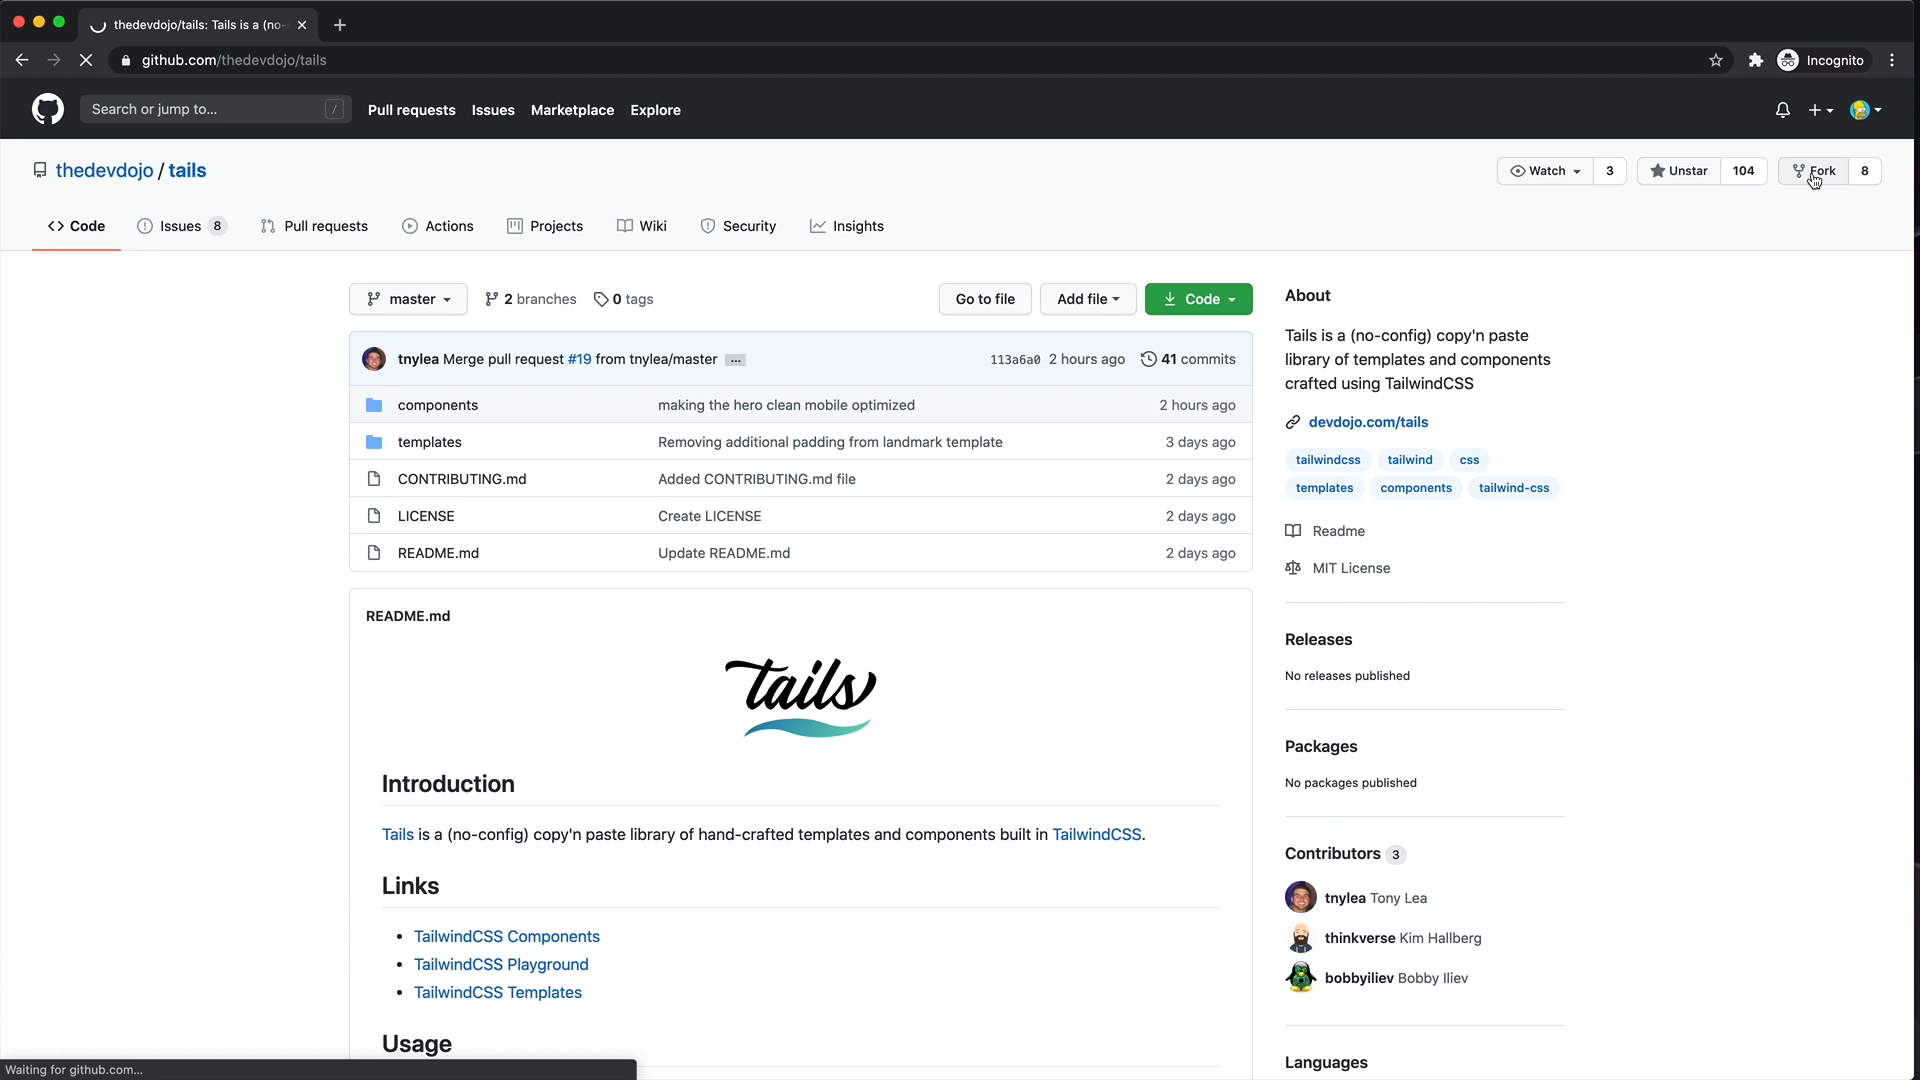 thedevdojo/tails: Tails is a (no-
github.com/thedevdojo/tails
Incognito
Search or jump to...
/
Pull requests
Issues
Marketplace
Explore
thedevdojo / tails
Watch 3
Unstar 104
Fork 8
Code
Issues 8
Pull requests
Actions
Projects
Wiki
Security
Insights
master
2 branches
0 tags
Go to file
Add file
Code
tnylea Merge pull request #19 from tnylea/master ...
113a6a0 2 hours ago 41 commits
components making the hero clean mobile optimized 2 hours ago
templates Removing additional padding from landmark template 3 days ago
CONTRIBUTING.md Added CONTRIBUTING.md file 2 days ago
LICENSE Create LICENSE 2 days ago
README.md Update README.md 2 days ago
README.md
tails
Introduction
Tails is a (no-config) copy'n paste library of hand-crafted templates and components built in TailwindCSS.
Links
• TailwindCSS Components
• TailwindCSS Playground
• TailwindCSS Templates
Usage
About
Tails is a (no-config) copy'n paste
library of templates and components
crafted using TailwindCSS
devdojo.com/tails
tailwindcss tailwind css
templates components tailwind-css
Readme
MIT License
Releases
No releases published
Packages
No packages published
Contributors 3
tnylea Tony Lea
thinkverse Kim Hallberg
bobbyiliev Bobby Iliev
Languages
Waiting for github.com...